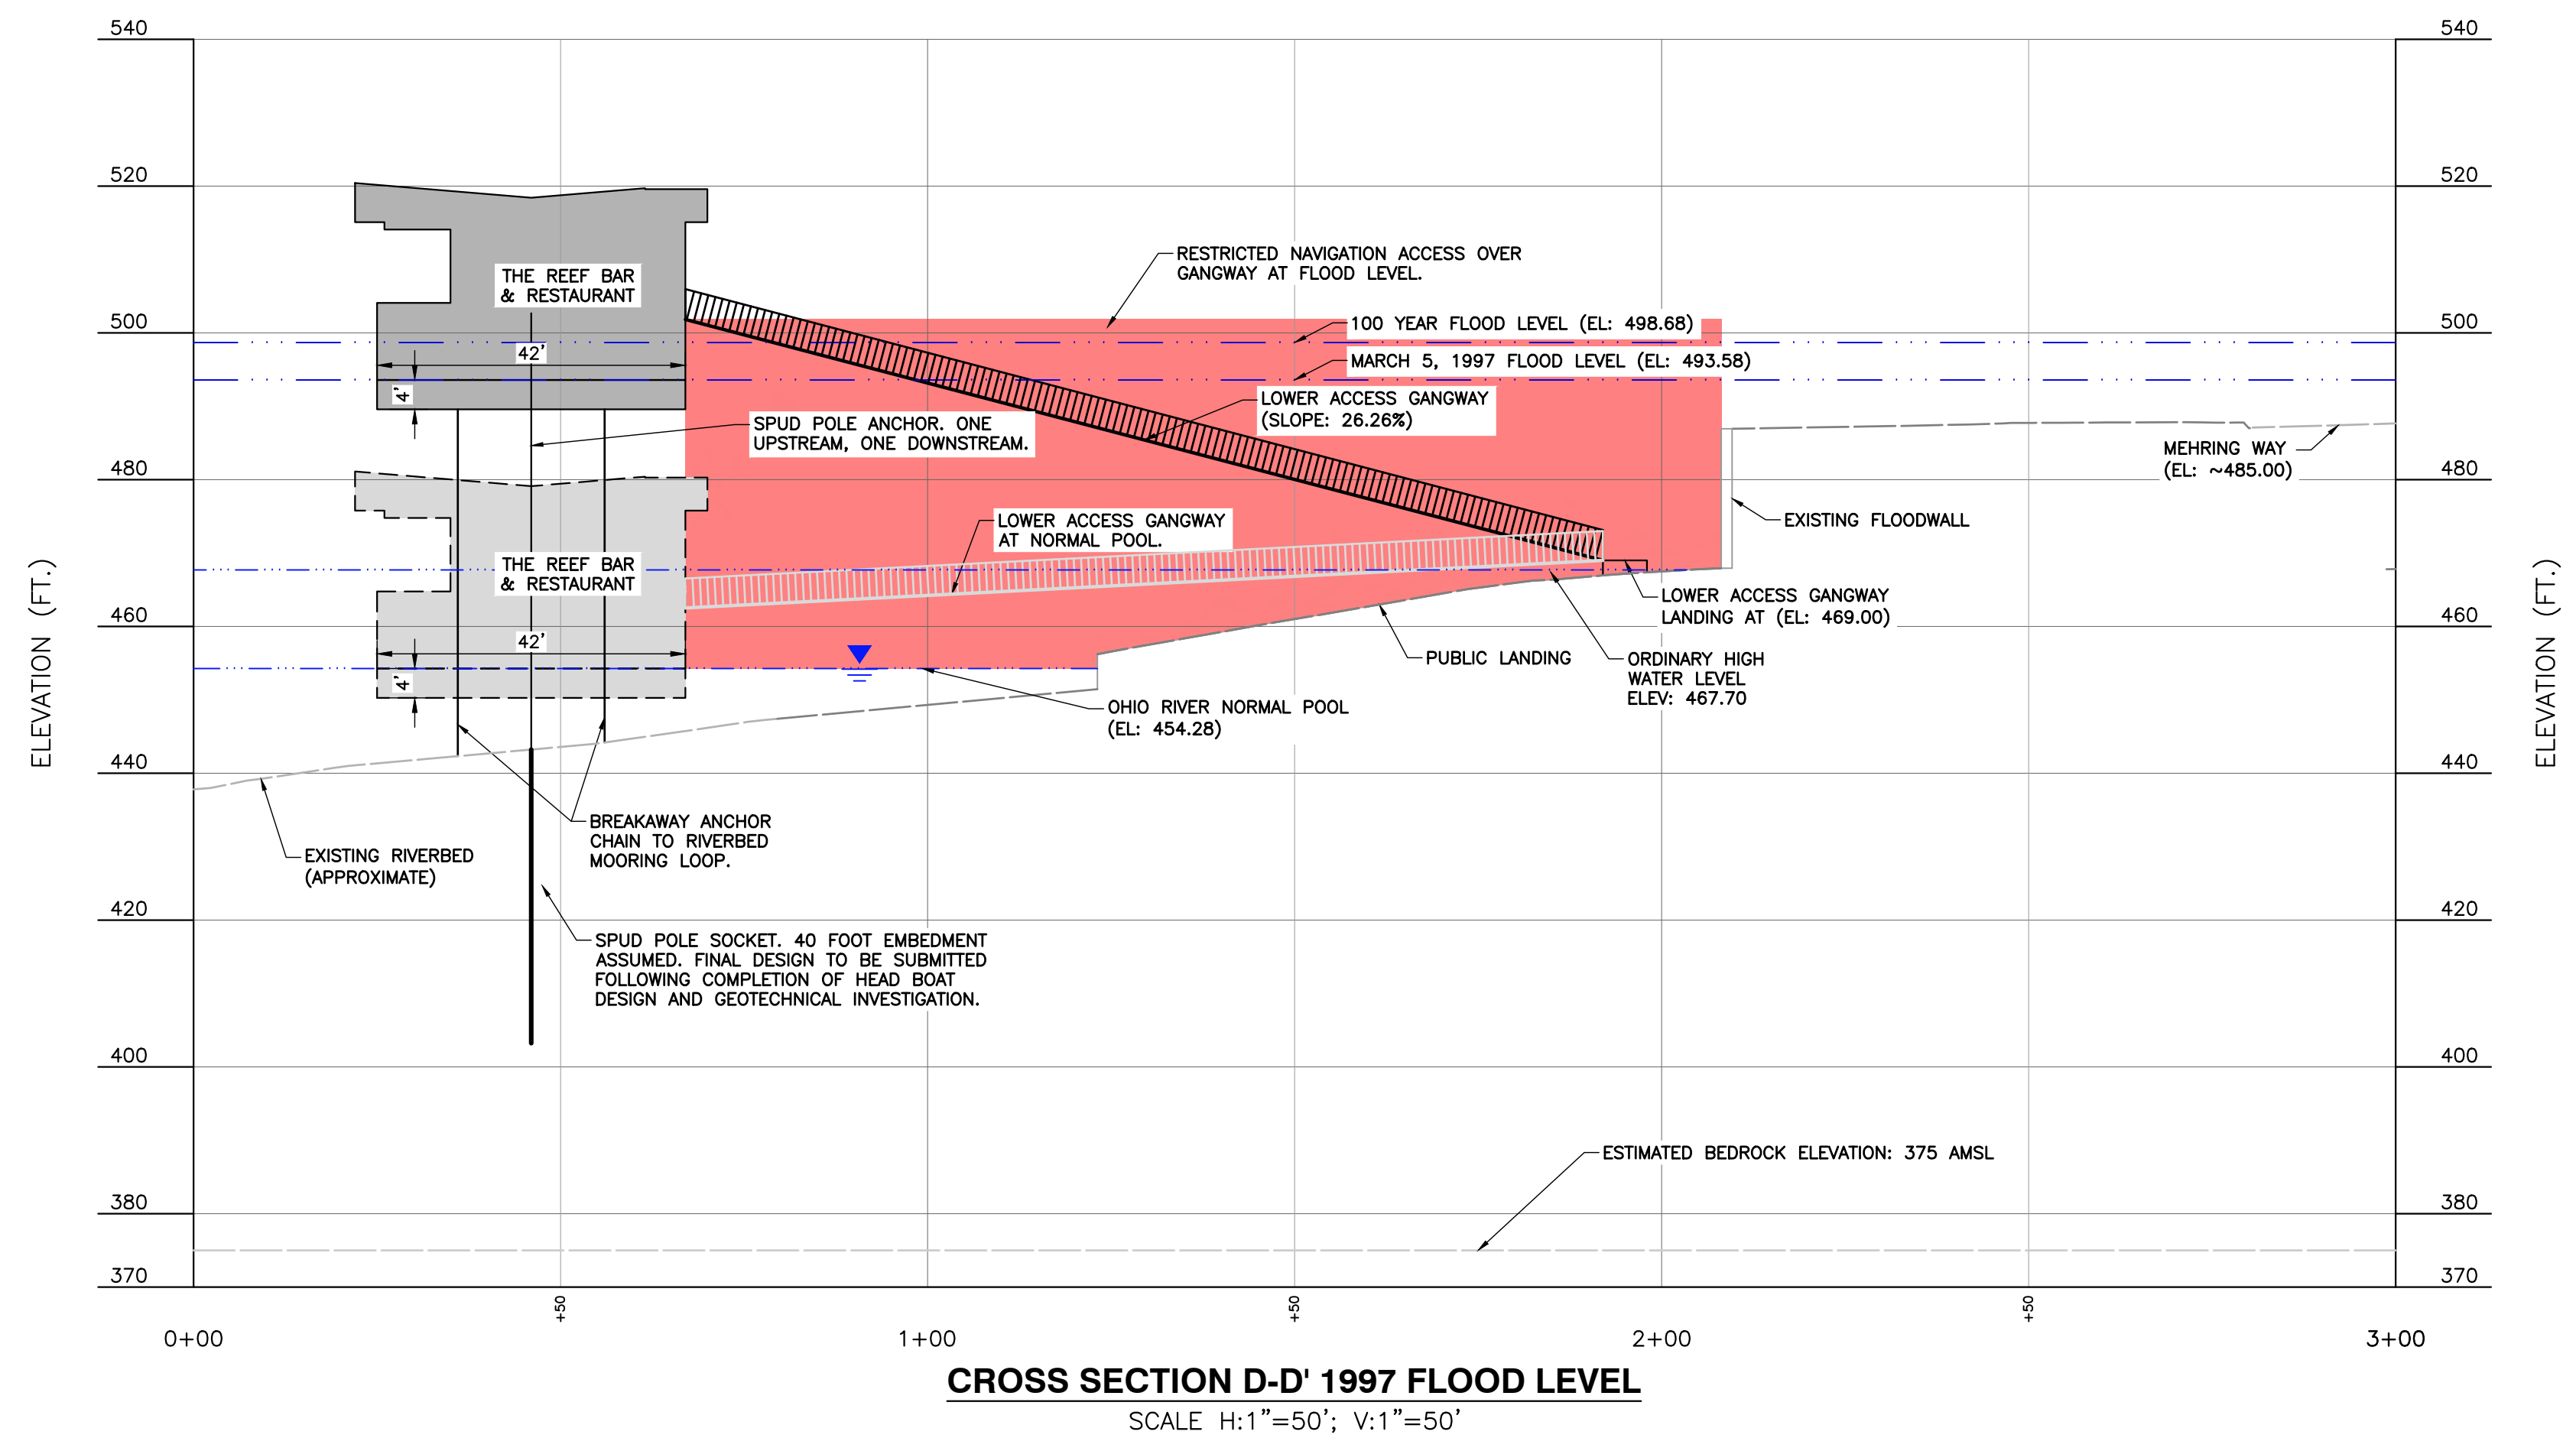 540
540
520
520
RESTRICTED NAVIGATION ACCESS OVER
GANGWAY AT FLOOD LEVEL.
THE REEF BAR
& RESTAURANT
500
500
100 YEAR FLOOD LEVEL (EL: 498.68)
42'
MARCH 5, 1997 FLOOD LEVEL (EL: 493.58)
4'
LOWER ACCESS GANGWAY
(SLOPE: 26.26%)
SPUD POLE ANCHOR. ONE
UPSTREAM, ONE DOWNSTREAM.
MEHRING WAY
(EL: ~485.00)
480
480
LOWER ACCESS GANGWAY
AT NORMAL POOL.
EXISTING FLOODWALL
THE REEF BAR
& RESTAURANT
LOWER ACCESS GANGWAY
LANDING AT (EL: 469.00)
460
460
42'
4'
PUBLIC LANDING
ORDINARY HIGH
WATER LEVEL
ELEV: 467.70
OHIO RIVER NORMAL POOL
(EL: 454.28)
ELEVATION (FT.)
ELEVATION (FT.)
440
440
BREAKAWAY ANCHOR
CHAIN TO RIVERBED
MOORING LOOP.
EXISTING RIVERBED
(APPROXIMATE)
420
420
SPUD POLE SOCKET. 40 FOOT EMBEDMENT
ASSUMED. FINAL DESIGN TO BE SUBMITTED
FOLLOWING COMPLETION OF HEAD BOAT
DESIGN AND GEOTECHNICAL INVESTIGATION.
400
400
ESTIMATED BEDROCK ELEVATION: 375 AMSL
380
380
370
370
+50
+50
+50
0+00
1+00
2+00
3+00
CROSS SECTION D-D' 1997 FLOOD LEVEL
SCALE H:1"=50'; V:1"=50'